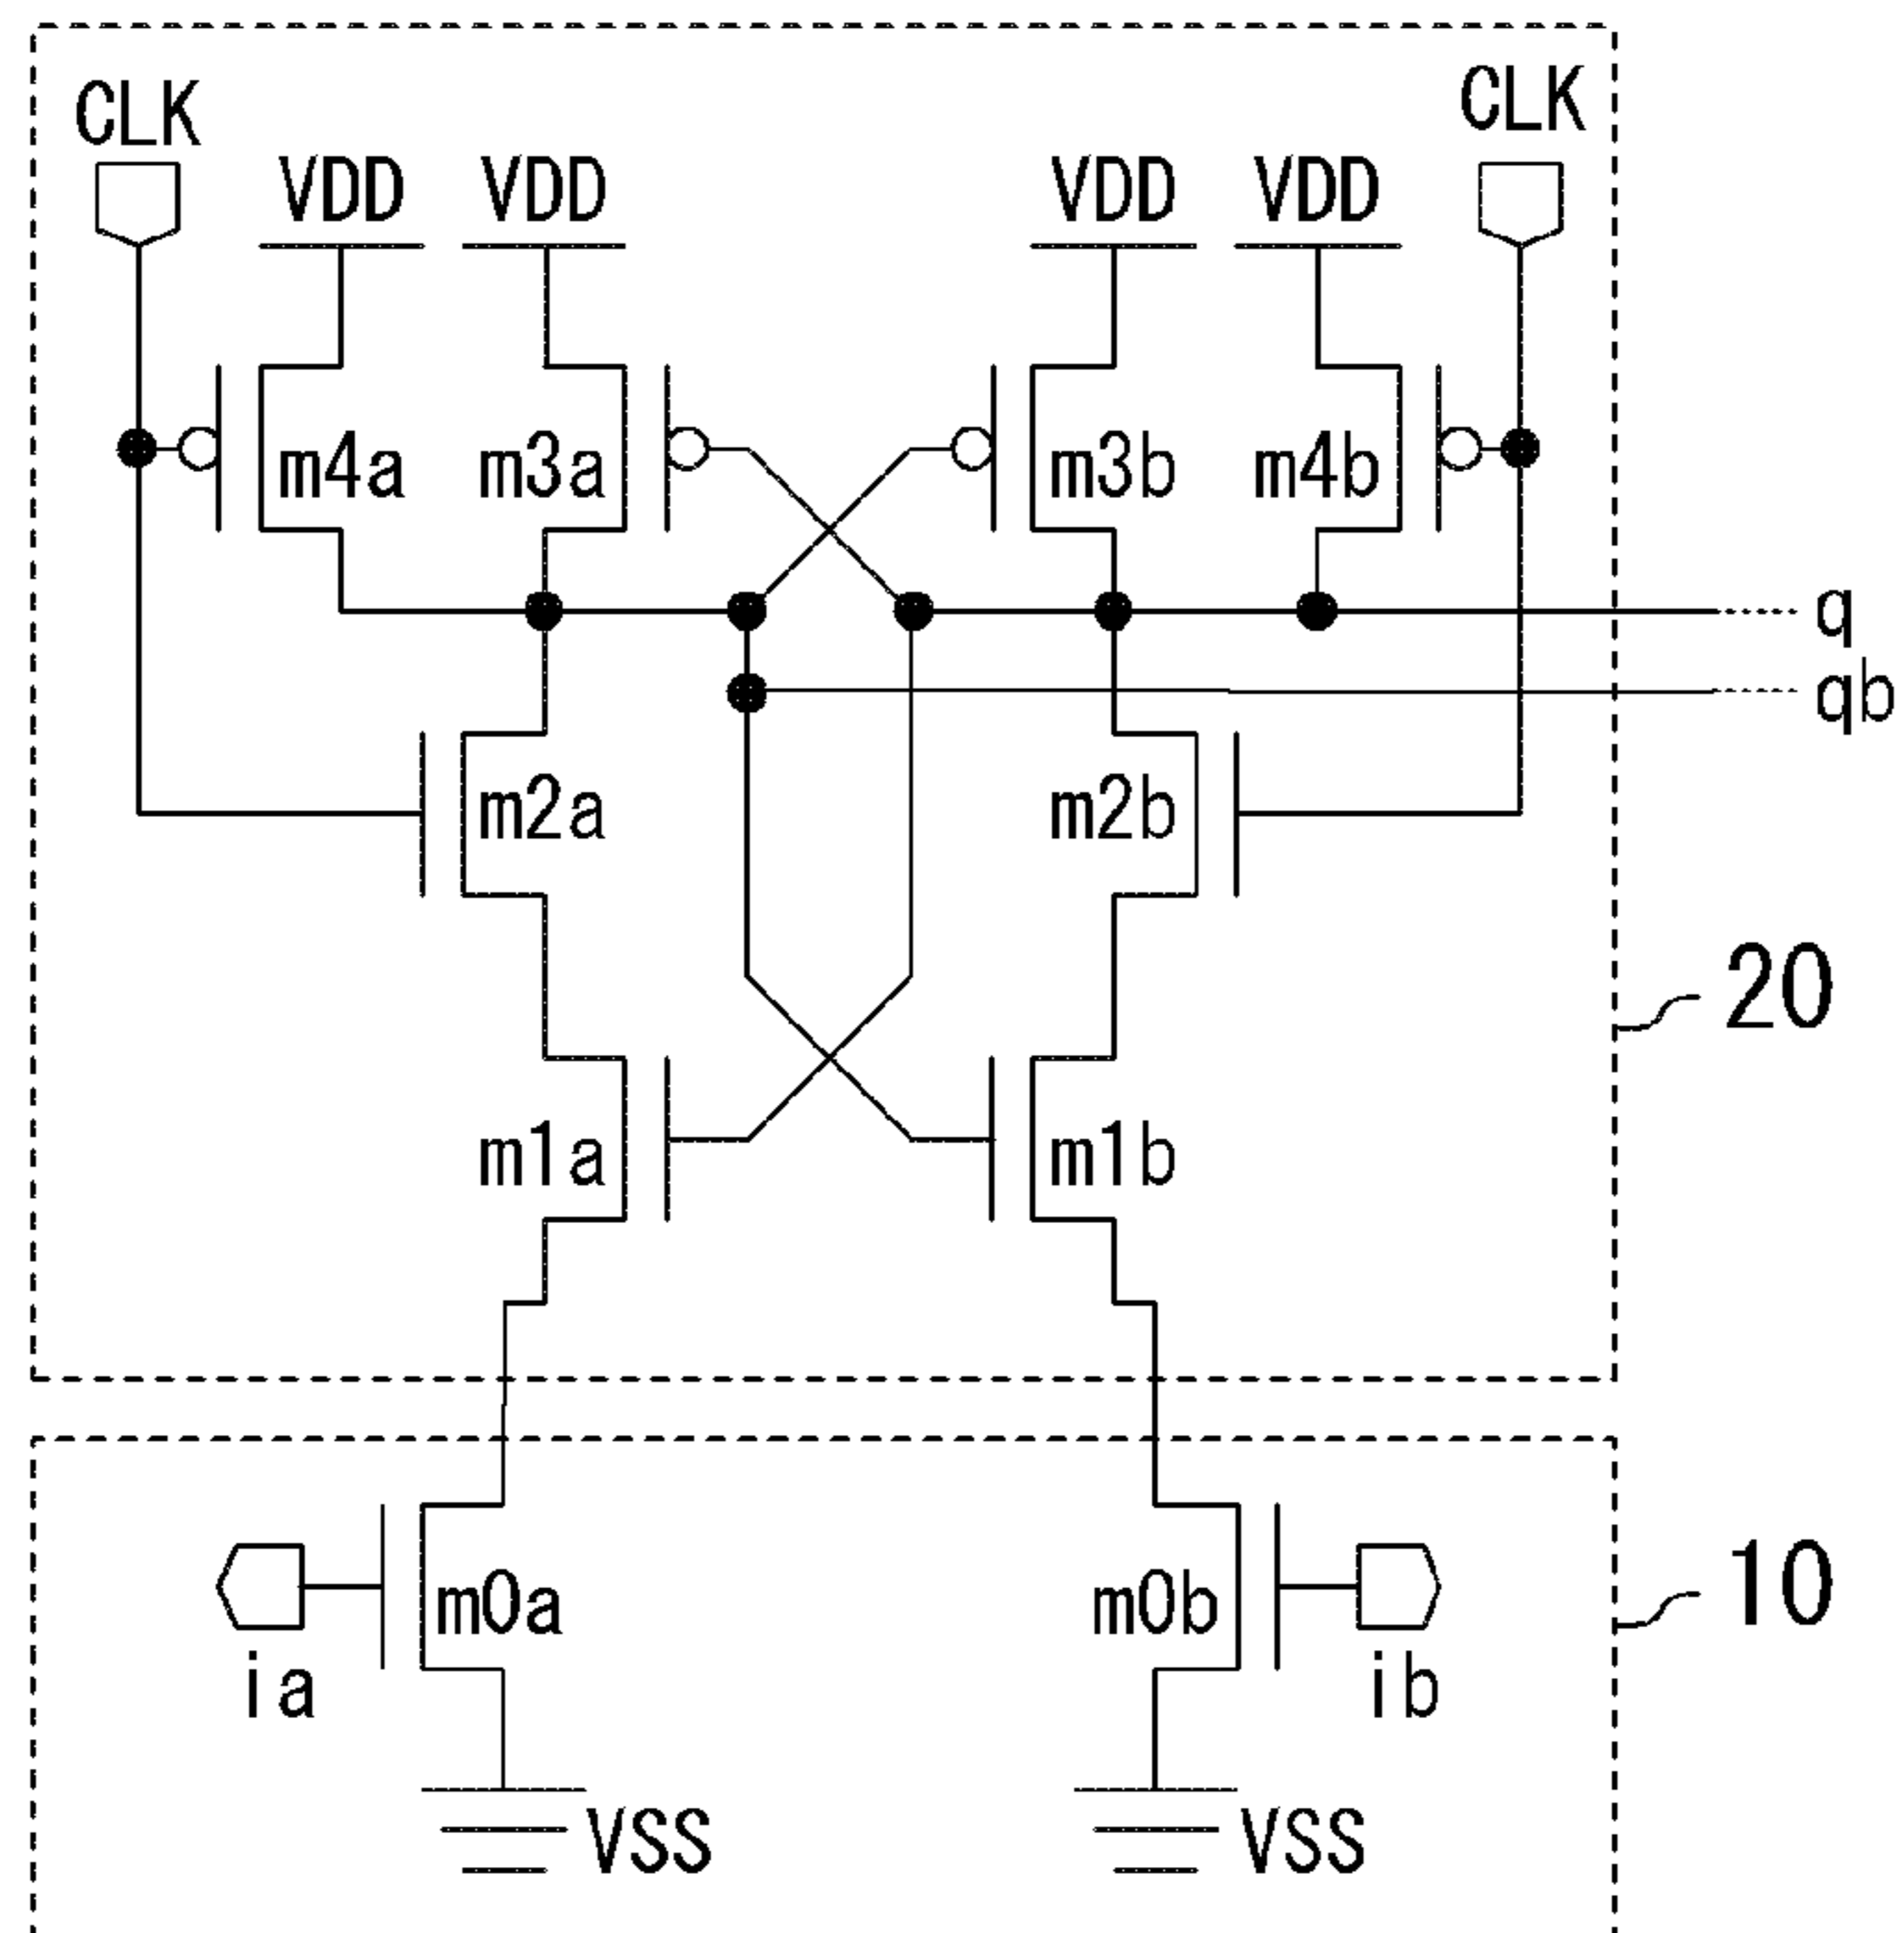 CLK CLK
VDD VDD VDD VDD
m4a m3a m3b m4b
q
qb
m2a m2b
20
m1a m1b
10
m0a m0b
ia ib
VSS VSS